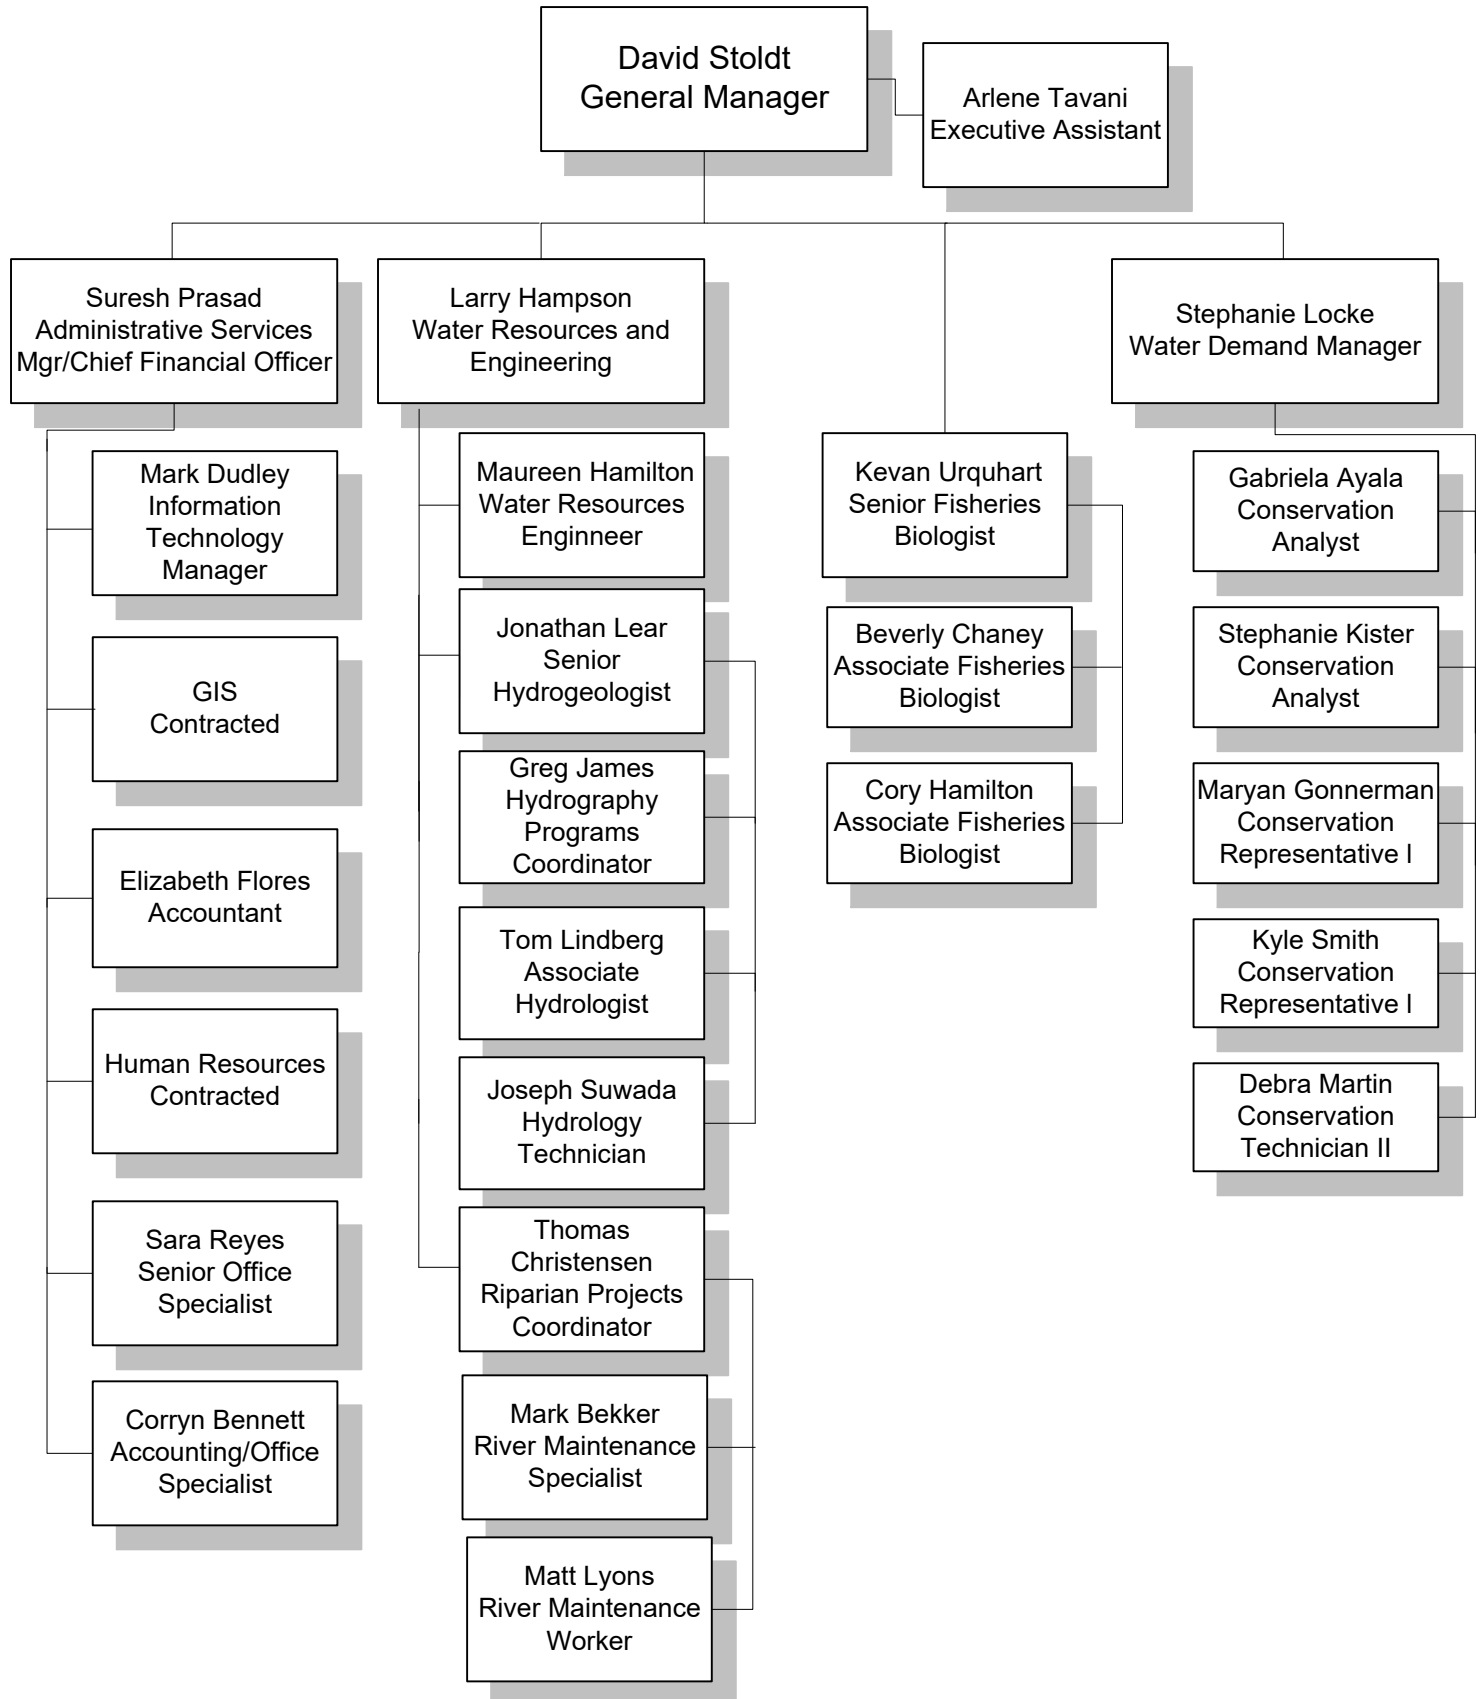 David Stoldt
General Manager
Arlene Tavani
Executive Assistant
Suresh Prasad
Administrative Services
Mgr/Chief Financial Officer
Mark Dudley
Information
Technology
Manager
GIS
Contracted
Elizabeth Flores
Accountant
Human Resources
Contracted
Sara Reyes
Senior Office
Specialist
Corryn Bennett
Accounting/Office
Specialist
Larry Hampson
Water Resources and
Engineering
Maureen Hamilton
Water Resources
Enginneer
Jonathan Lear
Senior
Hydrogeologist
Greg James
Hydrography
Programs
Coordinator
Tom Lindberg
Associate
Hydrologist
Joseph Suwada
Hydrology
Technician
Thomas
Christensen
Riparian Projects
Coordinator
Mark Bekker
River Maintenance
Specialist
Matt Lyons
River Maintenance
Worker
Kevan Urquhart
Senior Fisheries
Biologist
Beverly Chaney
Associate Fisheries
Biologist
Cory Hamilton
Associate Fisheries
Biologist
Stephanie Locke
Water Demand Manager
Gabriela Ayala
Conservation
Analyst
Stephanie Kister
Conservation
Analyst
Maryan Gonnerman
Conservation
Representative I
Kyle Smith
Conservation
Representative I
Debra Martin
Conservation
Technician II